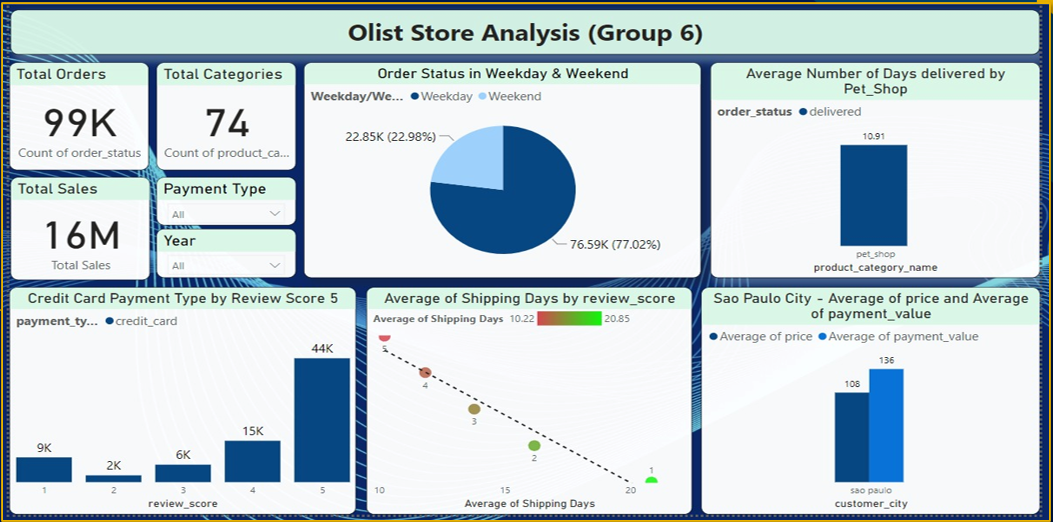 Olist Store Analysis (Group 6)
Total Orders
99K
Count of order_status
Total Categories
74
Count of product_ca...
Total Sales
16M
Total Sales
Payment Type
All
Year
All
Order Status in Weekday & Weekend
Weekday/We... Weekday Weekend
22.85K (22.98%)
76.59K (77.02%)
Average Number of Days delivered by
Pet_Shop
order_status delivered
10.91
pet_shop
product_category_name
Credit Card Payment Type by Review Score 5
payment_ty... credit_card
9K
2K
6K
15K
44K
1 2 3 4 5
review_score
Average of Shipping Days by review_score
Average of Shipping Days 10.22 20.85
5
4
3
2
1
10 15 20
Average of Shipping Days
Sao Paulo City - Average of price and Average
of payment_value
Average of price Average of payment_value
108
136
sao paulo
customer_city